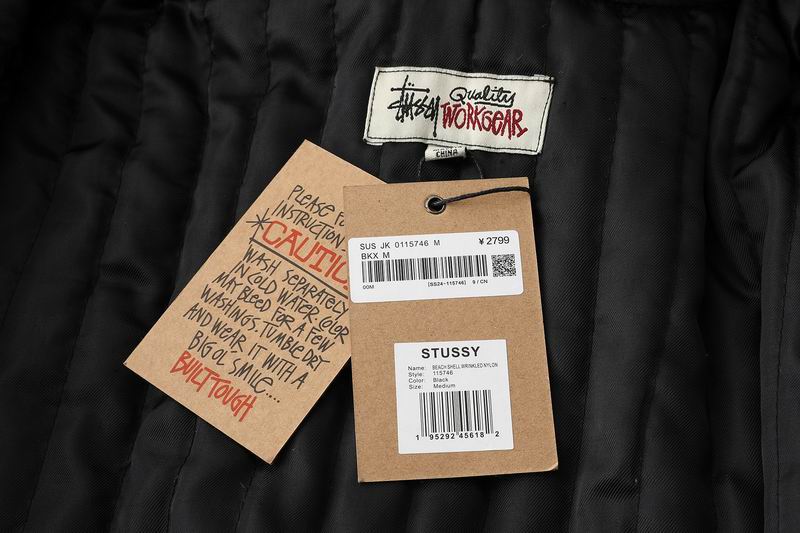 Stüssy Quality
WORKGEAR
CHINA
PLEASE
INSTRUCTION
*CAUTIO
WASH SEPARATELY
IN COLD WATER. COLOR
MAY BLEED FOR A FEW
WASHINGS. TUMBLE DRY
AND WEAR IT WITH A
BIG OL' SMILE....
BUILT TOUGH
SUS JK 0115746 M ¥2799
BKX M
00M [SS24-115746] 9 / CN
STUSSY
Name: BEACH SHELL WRINKLED NYLON
Style: 115746
Color: Black
Size: Medium
1 95292 45618 2